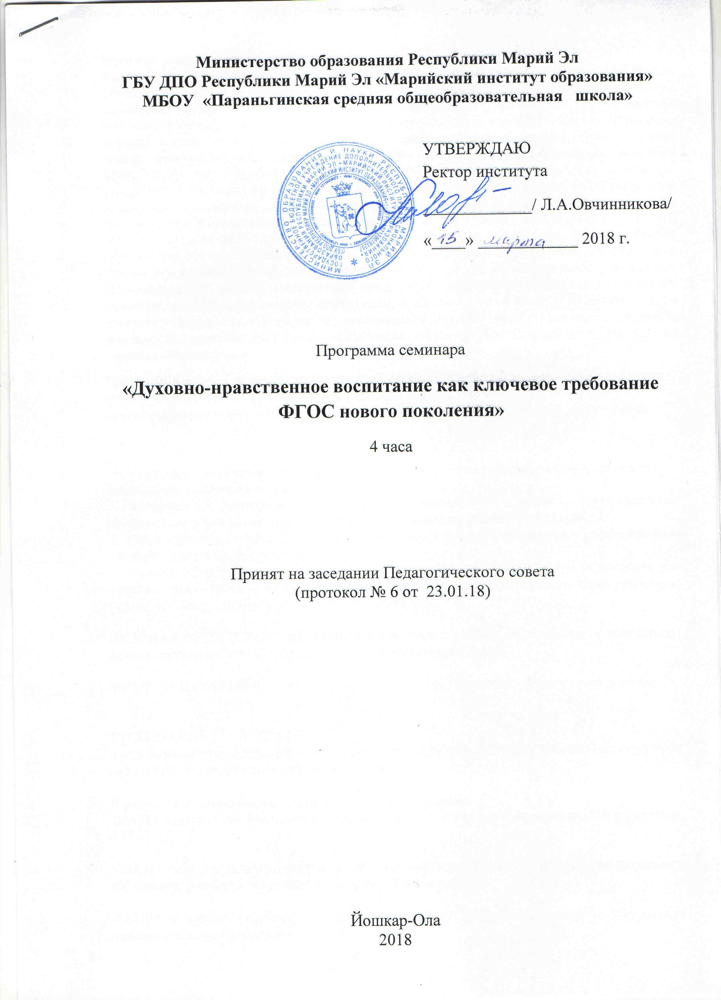 Министерство образования Республики Марий Эл
ГБУ ДПО Республики Марий Эл «Марийский институт образования»
МБОУ «Параньгинская средняя общеобразовательная школа»
УТВЕРЖДАЮ
Ректор института
/ Л.А.Овчинникова/
« 15 » марта 2018 г.
МИНИСТЕРСТВО ОБРАЗОВАНИЯ И НАУКИ РЕСПУБЛИКИ МАРИЙ ЭЛ
ГОСУДАРСТВЕННОЕ БЮДЖЕТНОЕ УЧРЕЖДЕНИЕ ДОПОЛНИТЕЛЬНОГО ПРОФЕССИОНАЛЬНОГО
ОБРАЗОВАНИЯ РЕСПУБЛИКИ МАРИЙ ЭЛ «МАРИЙСКИЙ ИНСТИТУТ ОБРАЗОВАНИЯ»
(ГБУ ДПО РЕСПУБЛИКИ МАРИЙ ЭЛ «МАРИЙСКИЙ ИНСТИТУТ ОБРАЗОВАНИЯ»)
ИНН 1215033022
Программа семинара
«Духовно-нравственное воспитание как ключевое требование
ФГОС нового поколения»
4 часа
Принят на заседании Педагогического совета
(протокол № 6 от 23.01.18)
Йошкар-Ола
2018